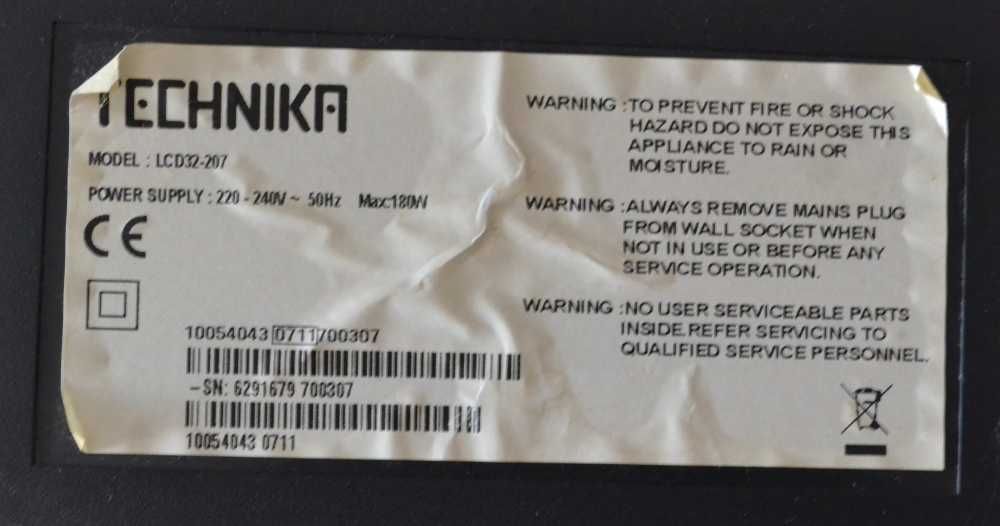 TECHNIKA
MODEL : LCD32-207
POWER SUPPLY : 220 - 240V ~ 50Hz Max:180W
CE
10054043 0711 700307
-SN: 6291679 700307
10054043 0711
WARNING :TO PREVENT FIRE OR SHOCK
HAZARD DO NOT EXPOSE THIS
APPLIANCE TO RAIN OR
MOISTURE.
WARNING :ALWAYS REMOVE MAINS PLUG
FROM WALL SOCKET WHEN
NOT IN USE OR BEFORE ANY
SERVICE OPERATION.
WARNING :NO USER SERVICEABLE PARTS
INSIDE.REFER SERVICING TO
QUALIFIED SERVICE PERSONNEL.